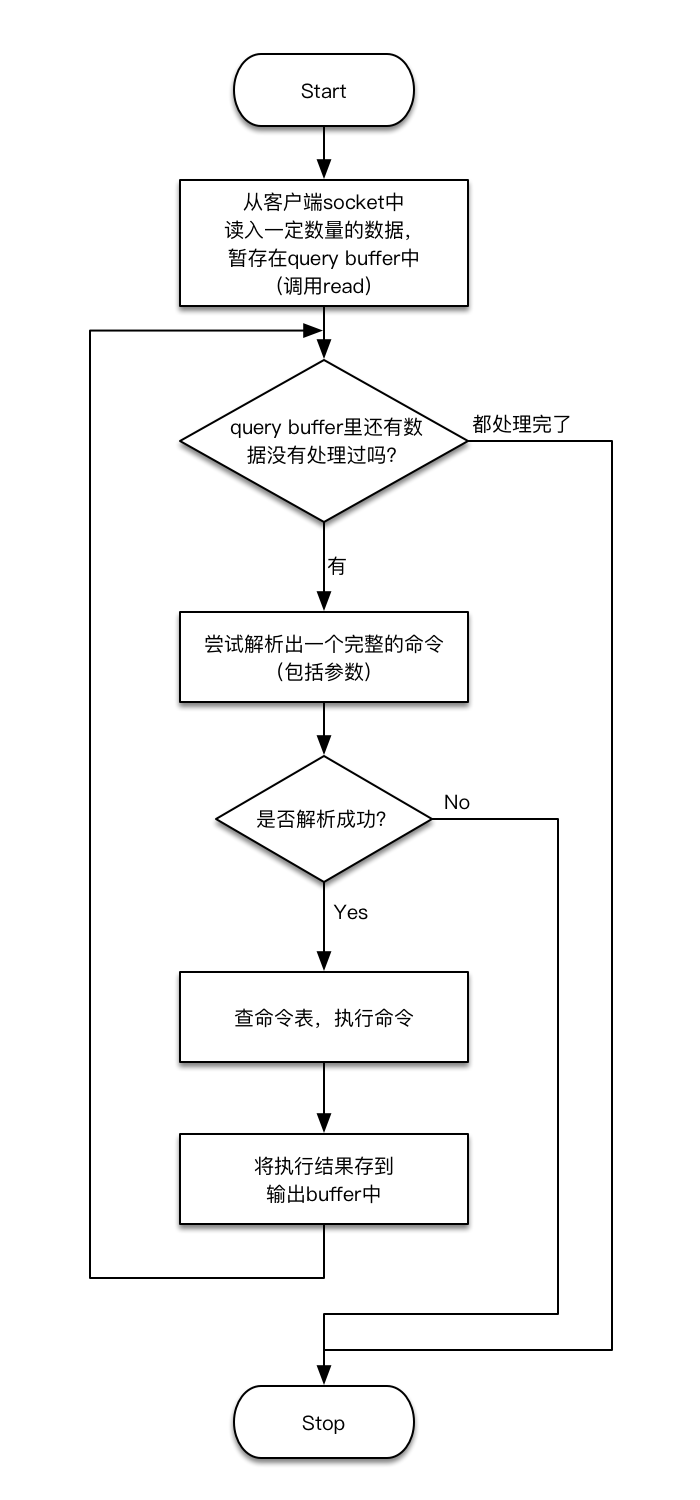 Start
从客户端socket中
读入一定数量的数据，
暂存在query buffer中
（调用read）
query buffer里还有数
据没有处理过吗？
都处理完了
有
尝试解析出一个完整的命令
（包括参数）
是否解析成功？
No
Yes
查命令表，执行命令
将执行结果存到
输出buffer中
Stop